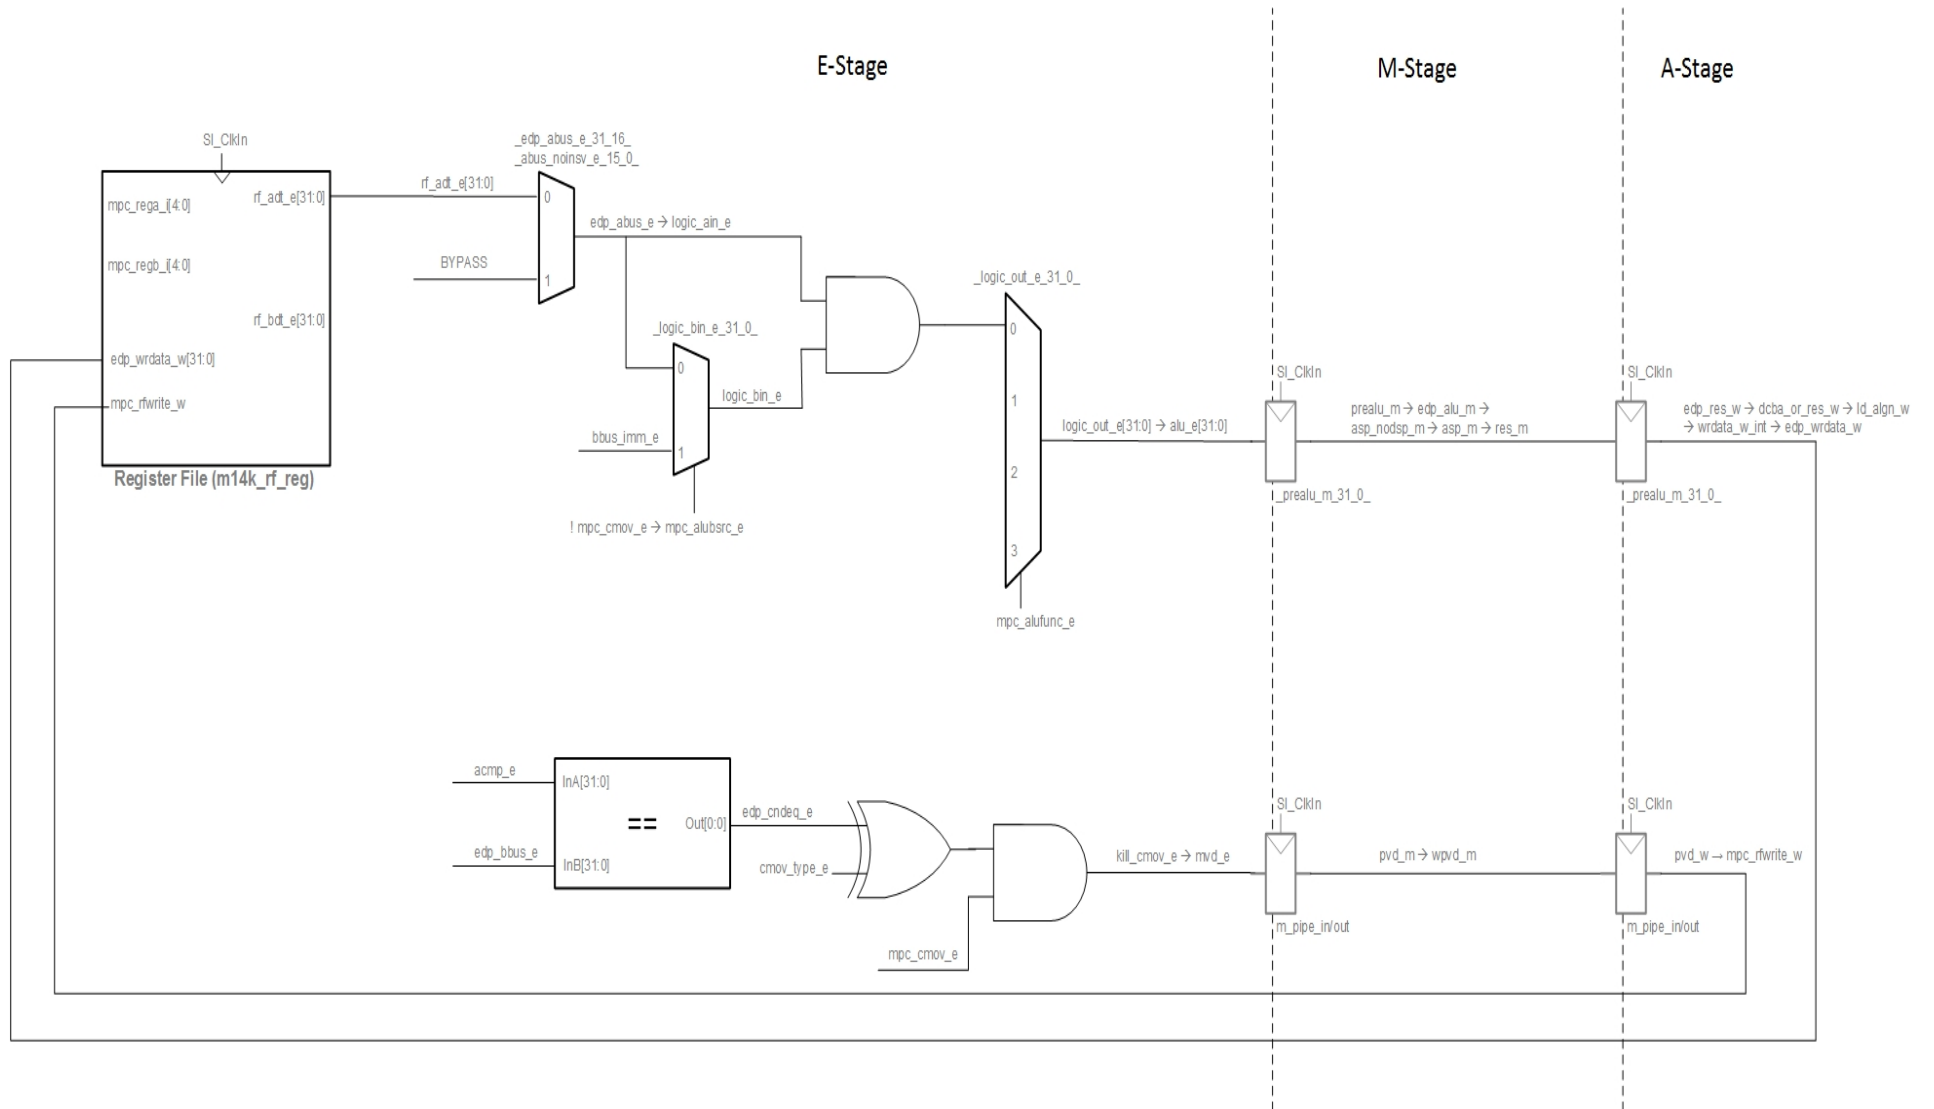 E-Stage
M-Stage
A-Stage
SI_ClkIn
mpc_rega_i[4:0]
rf_adt_e[31:0]
mpc_regb_i[4:0]
rf_bdt_e[31:0]
edp_wrdata_w[31:0]
mpc_rfwrite_w
Register File (m14k_rf_reg)
_edp_abus_e_31_16_
_abus_noinsv_e_15_0_
rf_adt_e[31:0]
0
BYPASS
1
edp_abus_e → logic_ain_e
_logic_bin_e_31_0_
0
bbus_imm_e
1
logic_bin_e
! mpc_cmov_e → mpc_alubsrc_e
_logic_out_e_31_0_
0
1
2
3
mpc_alufunc_e
logic_out_e[31:0] → alu_e[31:0]
SI_ClkIn
_prealu_m_31_0_
prealu_m → edp_alu_m →
asp_nodsp_m → asp_m → res_m
SI_ClkIn
_prealu_m_31_0_
edp_res_w → dcba_or_res_w → ld_algn_w
→ wrdata_w_int → edp_wrdata_w
acmp_e
InA[31:0]
==
Out[0:0]
edp_bbus_e
InB[31:0]
edp_cndeq_e
cmov_type_e
mpc_cmov_e
kill_cmov_e → mvd_e
SI_ClkIn
m_pipe_in/out
pvd_m → wpvd_m
SI_ClkIn
m_pipe_in/out
pvd_w → mpc_rfwrite_w